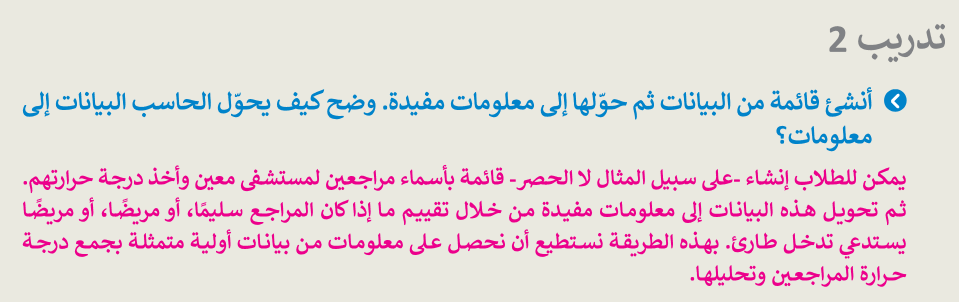 تدريب 2
أنشئ قائمة من البيانات ثم حوّلها إلى معلومات مفيدة. وضح كيف يحوّل الحاسب البيانات إلى
معلومات؟
يمكن للطلاب إنشاء -على سبيل المثال لا الحصر- قائمة بأسماء مراجعين لمستشفى معين وأخذ درجة حرارتهم.
ثم تحويل هذه البيانات إلى معلومات مفيدة من خلال تقييم ما إذا كان المراجع سليمًا، أو مريضًا، أو مريضًا
يستدعي تدخل طارئ. بهذه الطريقة نستطيع أن نحصل على معلومات من بيانات أولية متمثلة بجمع درجة
حرارة المراجعين وتحليلها.